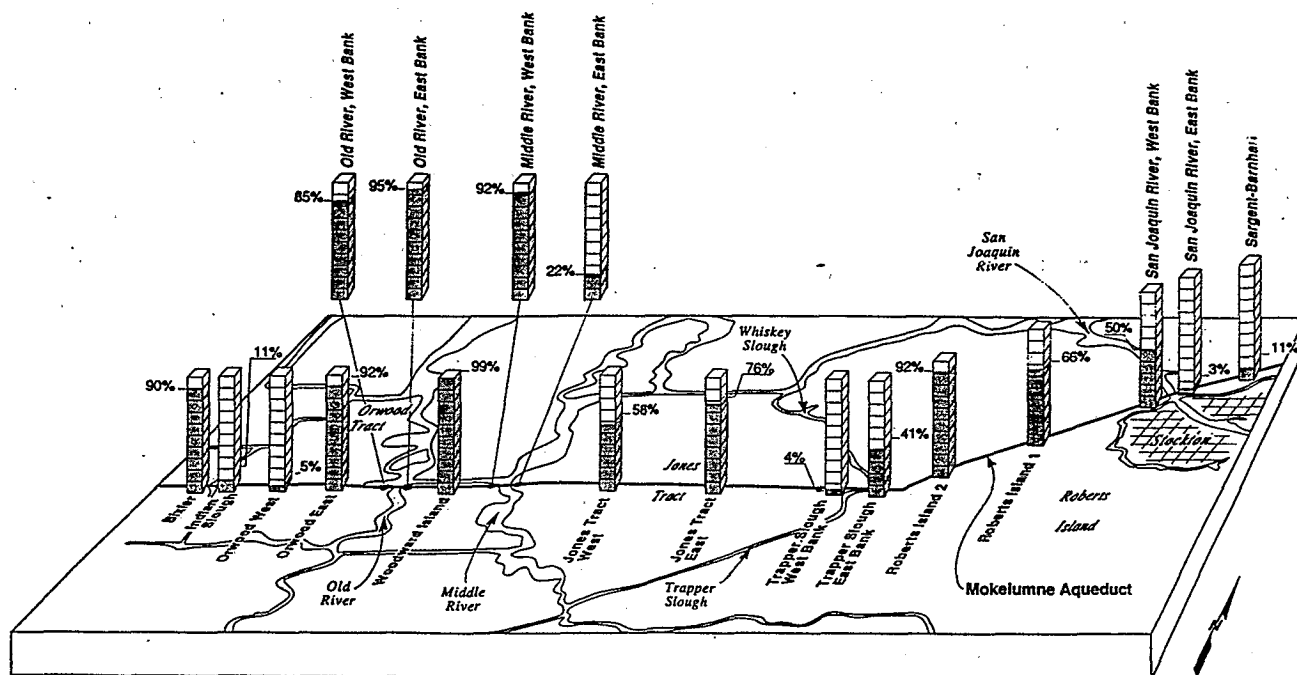 Old River, West Bank
Old River, East Bank
Middle River, West Bank
Middle River, East Bank
San Joaquin River, West Bank
San Joaquin River, East Bank
Sargent-Barnhart
85%
95%
92%
22%
San
Joaquin
River
50%
3%
11%
90%
11%
5%
92%
99%
56%
76%
Whiskey
Slough
4%
41%
92%
66%
Orwood
Tract
Jones
Tract
Stockton
Roberts
Island
Bixler
Indian
Slough
Orwood West
Orwood East
Woodward Island
Jones Tract
West
Jones Tract
East
Trapper Slough
West Bank
Trapper Slough
East Bank
Roberts Island 2
Roberts Island 1
Old
River
Middle
River
Trapper
Slough
Mokelumne Aqueduct
N